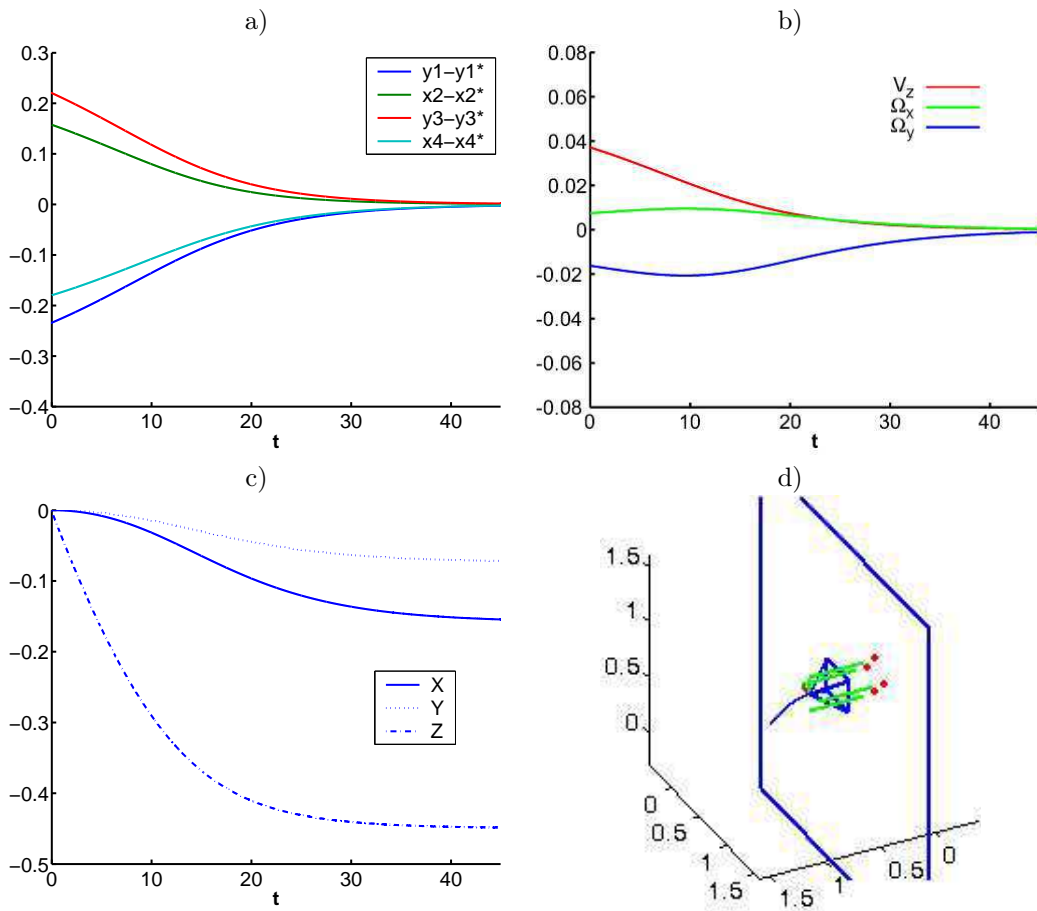 a)
0.3
0.2
0.1
0
−0.1
−0.2
−0.3
−0.4
0 10 20 30 40
t
y1−y1*
x2−x2*
y3−y3*
x4−x4*
b)
0.08
0.06
0.04
0.02
0
-0.02
-0.04
-0.06
-0.08
0 10 20 30 40
t
V_z
Ω_x
Ω_y
c)
0
−0.1
−0.2
−0.3
−0.4
−0.5
0 10 20 30 40
t
X
Y
Z
d)
1.5
1
0.5
0
0
0.5
1
1.5
1.5
1
0.5
0